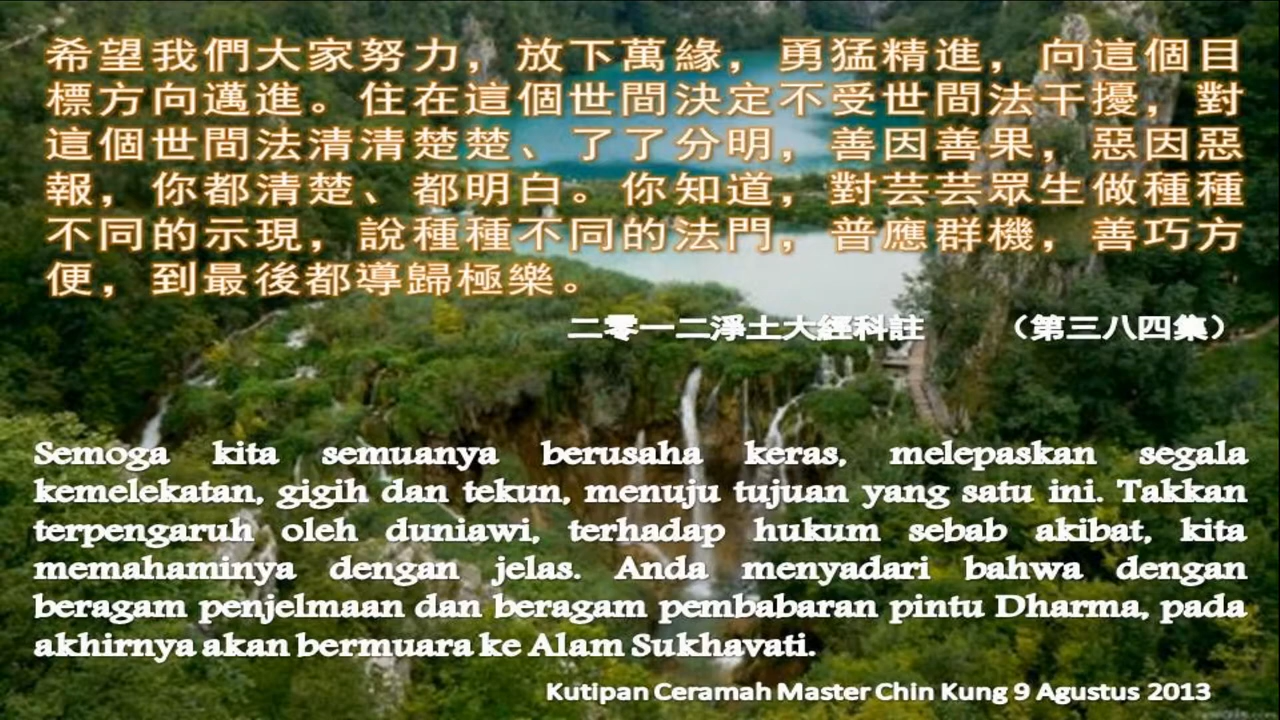 希望我們大家努力，放下萬緣，勇猛精進，向這個目
標方向邁進。住在這個世間決定不受世間法干擾，對
這個世間法清清楚楚、了了分明，善因善果，惡因惡
報，你都清楚、都明白。你知道，對芸芸眾生做種種
不同的示現，說種種不同的法門，普應群機，善巧方
便，到最後都導歸極樂。
二零一二淨土大經科註　　（第三八四集）
Semoga kita semuanya berusaha keras, melepaskan segala
kemelekatan, gigih dan tekun, menuju tujuan yang satu ini. Takkan
terpengaruh oleh duniawi, terhadap hukum sebab akibat, kita
memahaminya dengan jelas. Anda menyadari bahwa dengan
beragam penjelmaan dan beragam pembabaran pintu Dharma, pada
akhirnya akan bermuara ke Alam Sukhavati.
Kutipan Ceramah Master Chin Kung 9 Agustus 2013